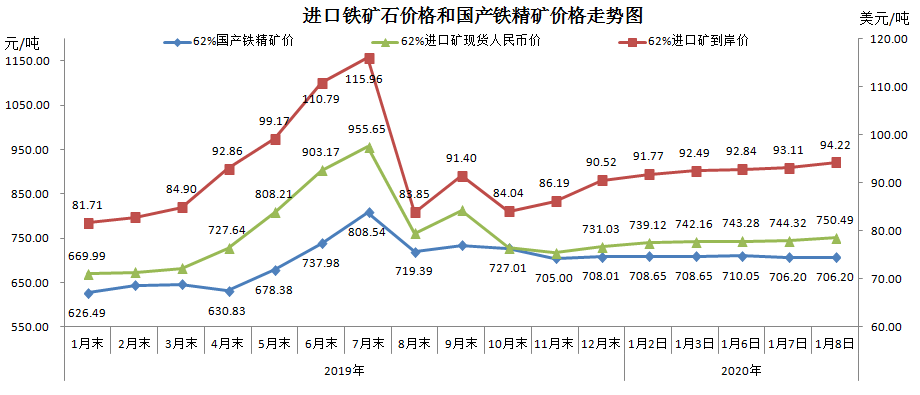 进口铁矿石价格和国产铁精矿价格走势图
元/吨
美元/吨
62%国产铁精矿价 62%进口矿现货人民币价 62%进口矿到岸价
1150.00
1050.00
950.00
850.00
750.00
650.00
550.00
120.00
110.00
100.00
90.00
80.00
70.00
60.00
81.71 84.90 92.86 99.17 110.79 115.96 83.85 91.40 84.04 86.19 90.52 91.77 92.49 92.84 93.11 94.22
669.99 727.64 808.21 903.17 955.65 731.03 739.12 742.16 743.28 744.32 750.49
626.49 630.83 678.38 737.98 808.54 719.39 727.01 705.00 708.01 708.65 708.65 710.05 706.20 706.20
1月末 2月末 3月末 4月末 5月末 6月末 7月末 8月末 9月末 10月末 11月末 12月末 1月2日 1月3日 1月6日 1月7日 1月8日
2019年 2020年